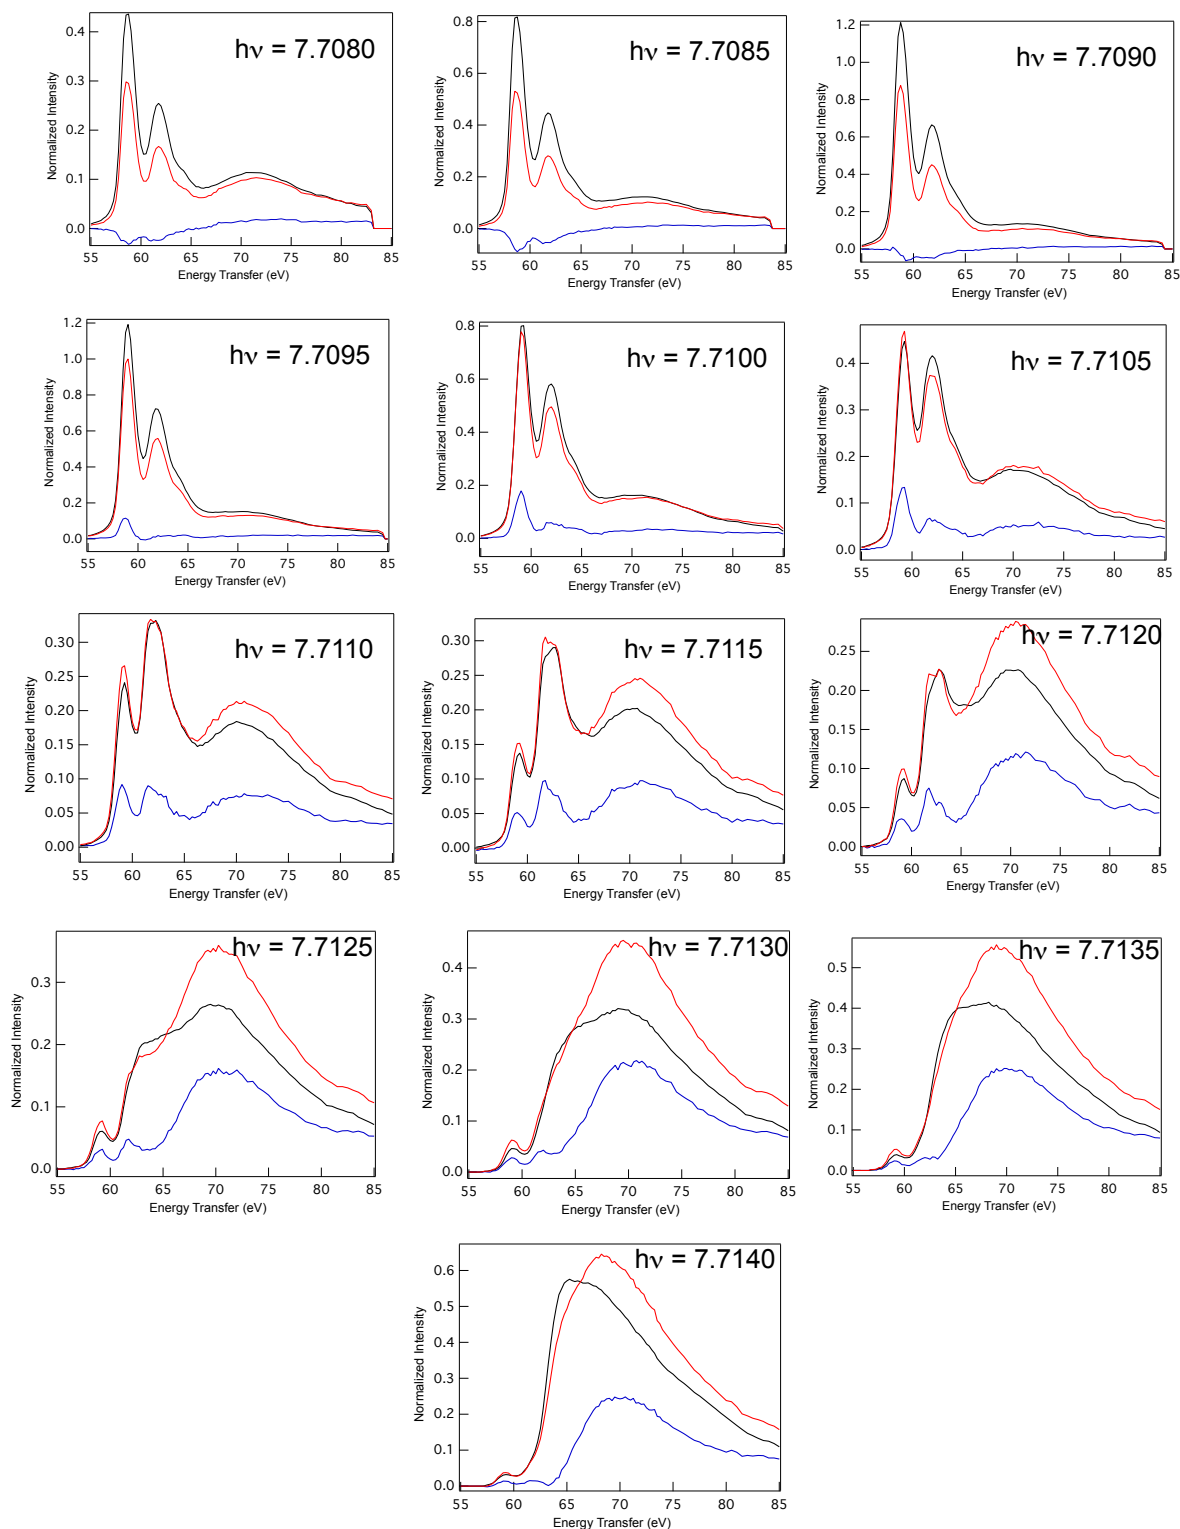 hν = 7.7080
Normalized Intensity
0.4
0.3
0.2
0.1
0.0
55 60 65 70 75 80 85
Energy Transfer (eV)
hν = 7.7085
Normalized Intensity
0.8
0.6
0.4
0.2
0.0
55 60 65 70 75 80 85
Energy Transfer (eV)
hν = 7.7090
Normalized Intensity
1.2
1.0
0.8
0.6
0.4
0.2
0.0
55 60 65 70 75 80 85
Energy Transfer (eV)
hν = 7.7095
Normalized Intensity
1.2
1.0
0.8
0.6
0.4
0.2
0.0
55 60 65 70 75 80 85
Energy Transfer (eV)
hν = 7.7100
Normalized Intensity
0.8
0.6
0.4
0.2
0.0
55 60 65 70 75 80 85
Energy Transfer (eV)
hν = 7.7105
Normalized Intensity
0.4
0.3
0.2
0.1
0.0
55 60 65 70 75 80 85
Energy Transfer (eV)
hν = 7.7110
Normalized Intensity
0.30
0.25
0.20
0.15
0.10
0.05
0.00
55 60 65 70 75 80 85
Energy Transfer (eV)
hν = 7.7115
Normalized Intensity
0.30
0.25
0.20
0.15
0.10
0.05
0.00
55 60 65 70 75 80 85
Energy Transfer (eV)
hν = 7.7120
Normalized Intensity
0.25
0.20
0.15
0.10
0.05
0.00
55 60 65 70 75 80 85
Energy Transfer (eV)
hν = 7.7125
Normalized Intensity
0.3
0.2
0.1
0.0
55 60 65 70 75 80 85
Energy Transfer (eV)
hν = 7.7130
Normalized Intensity
0.4
0.3
0.2
0.1
0.0
55 60 65 70 75 80 85
Energy Transfer (eV)
hν = 7.7135
Normalized Intensity
0.5
0.4
0.3
0.2
0.1
0.0
55 60 65 70 75 80 85
Energy Transfer (eV)
hν = 7.7140
Normalized Intensity
0.6
0.5
0.4
0.3
0.2
0.1
0.0
55 60 65 70 75 80 85
Energy Transfer (eV)